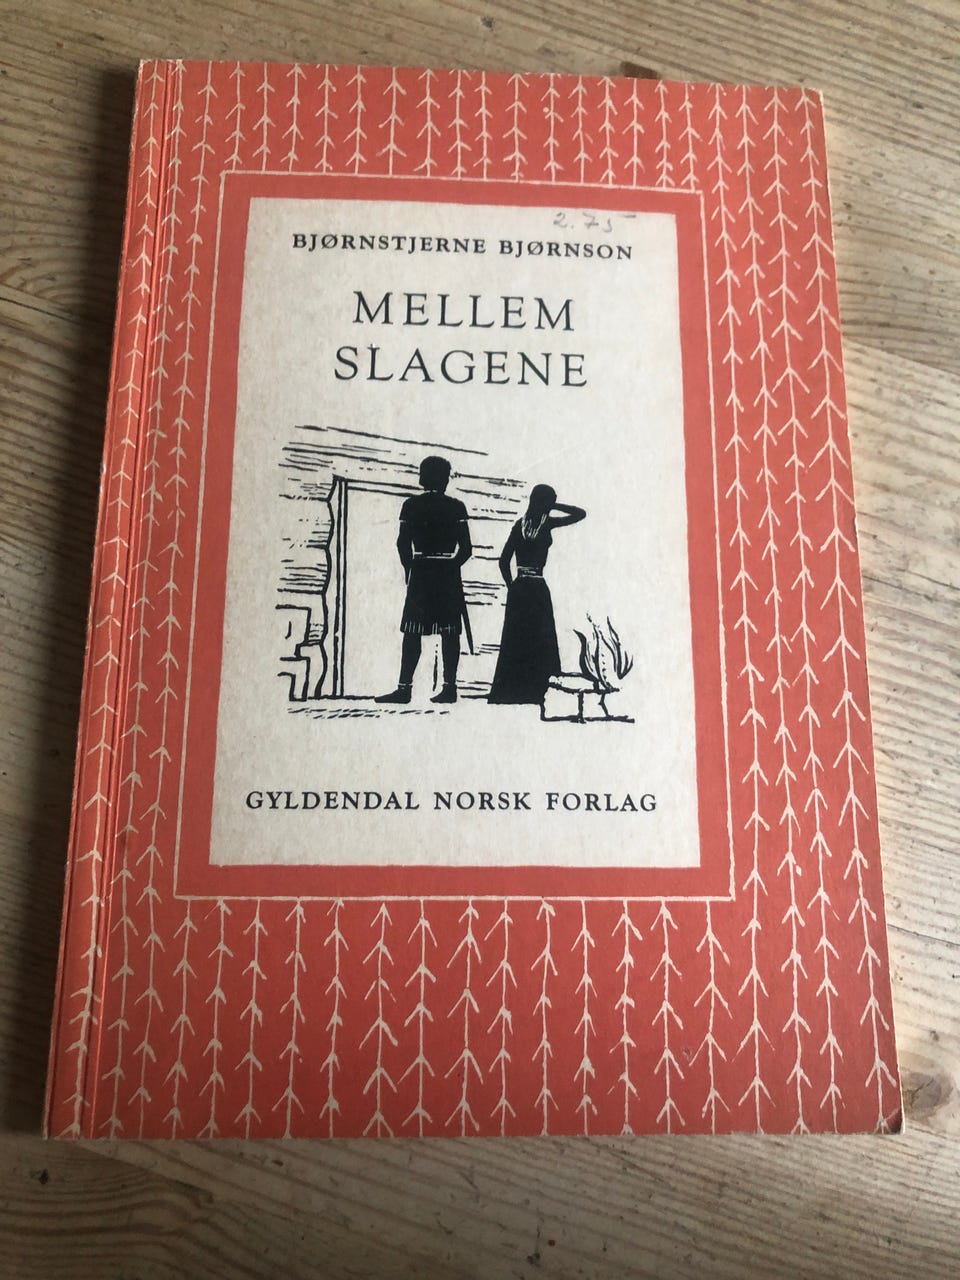 2.75
BJØRNSTJERNE BJØRNSON
MELLEM
SLAGENE
GYLDENDAL NORSK FORLAG